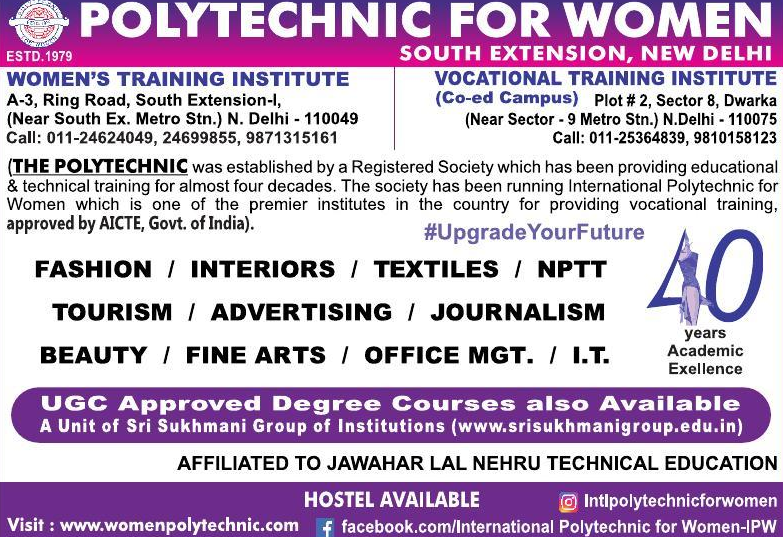 POLYTECHNIC FOR WOMEN
ESTD.1979
SOUTH EXTENSION, NEW DELHI
WOMEN'S TRAINING INSTITUTE
A-3, Ring Road, South Extension-I,
(Near South Ex. Metro Stn.) N. Delhi - 110049
Call: 011-24624049, 24699855, 9871315161
VOCATIONAL TRAINING INSTITUTE
(Co-ed Campus) Plot # 2, Sector 8, Dwarka
(Near Sector - 9 Metro Stn.) N.Delhi - 110075
Call: 011-25364839, 9810158123
(THE POLYTECHNIC was established by a Registered Society which has been providing educational
& technical training for almost four decades. The society has been running International Polytechnic for
Women which is one of the premier institutes in the country for providing vocational training,
approved by AICTE, Govt. of India).
#UpgradeYourFuture
FASHION / INTERIORS / TEXTILES / NPTT
TOURISM / ADVERTISING / JOURNALISM
BEAUTY / FINE ARTS / OFFICE MGT. / I.T.
40
years
Academic
Exellence
UGC Approved Degree Courses also Available
A Unit of Sri Sukhmani Group of Institutions (www.srisukhmanigroup.edu.in)
AFFILIATED TO JAWAHAR LAL NEHRU TECHNICAL EDUCATION
HOSTEL AVAILABLE
Intlpolytechnicforwomen
Visit : www.womenpolytechnic.com
facebook.com/International Polytechnic for Women-IPW